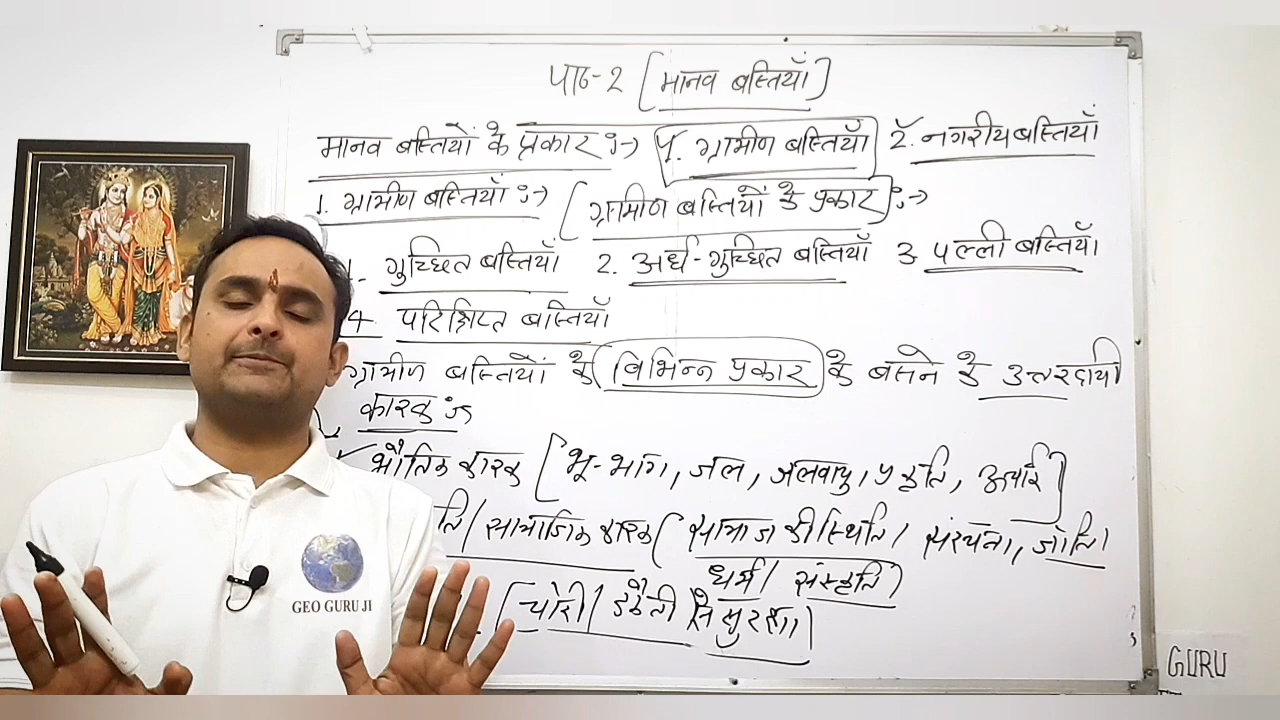 पाठ-2 [मानव बस्तियाँ]
मानव बस्तियों के प्रकार :-> 1. ग्रामीण बस्तियाँ 2. नगरीय बस्तियाँ
1. ग्रामीण बस्तियाँ :-> [ग्रामीण बस्तियों के प्रकार] :->
1- गुच्छित बस्तियाँ 2. अर्ध-गुच्छित बस्तियाँ 3 पल्ली बस्तियाँ
4 परिक्षिप्त बस्तियाँ
ग्रामीण बस्तियों के विभिन्न प्रकार के बसने के उत्तरदायी
कारक :->
भौतिक कारक [भू-भाग, जल, जलवायु, प्रकृति,
ति / सामाजिक कारक ( समाज की स्थिति / संरचना, जाति /
धर्म / संस्कृति )
[चोरी / डकैती से सुरक्षा]
GEO GURU JI
GURU